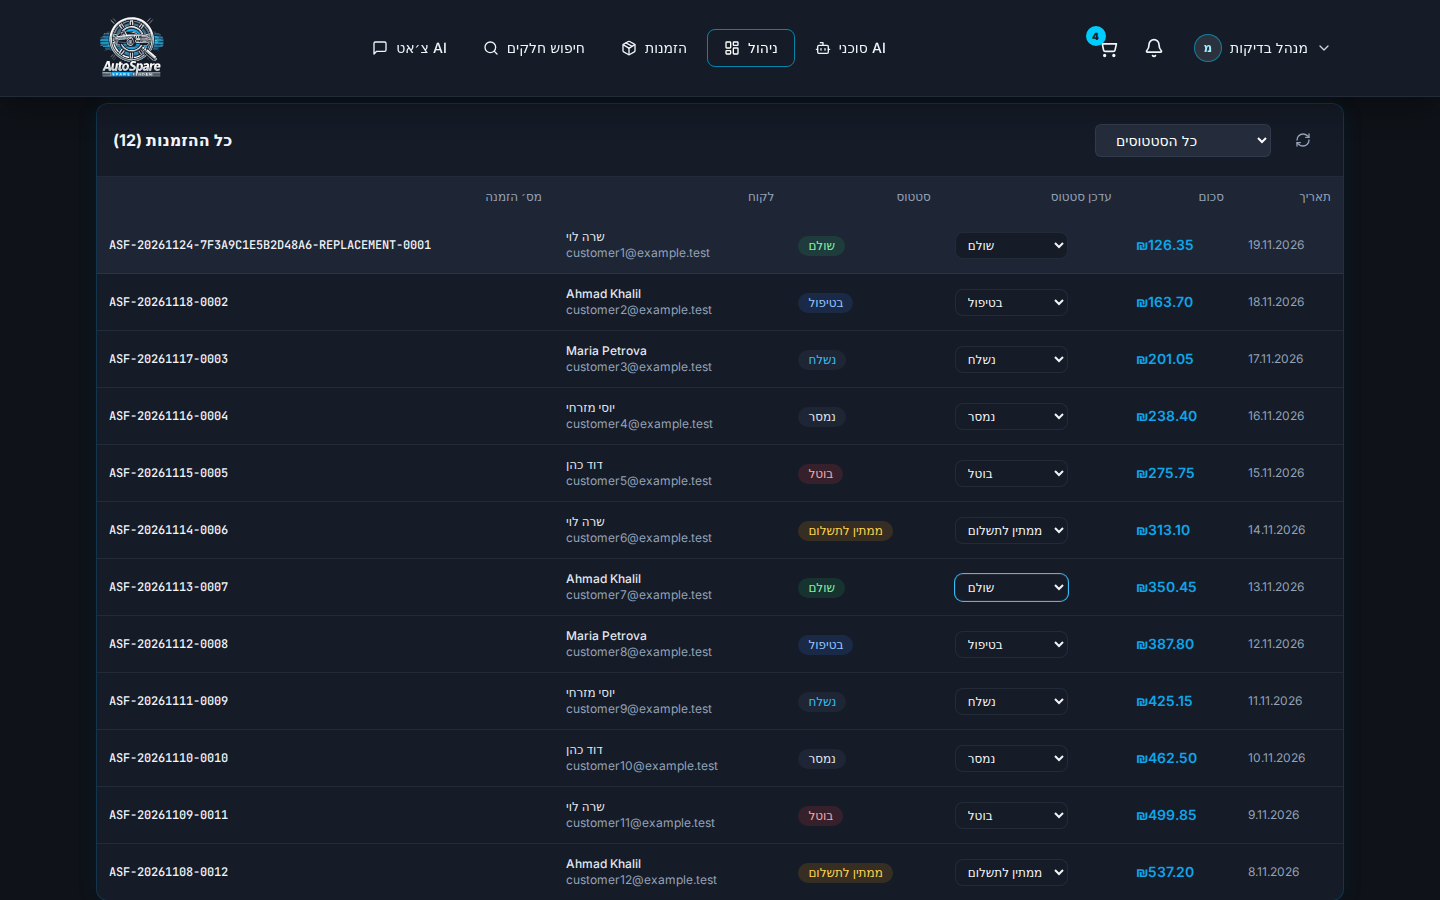 AutoSpare
צ׳אט AI
חיפוש חלקים
הזמנות
ניהול
סוכני AI
4
מ
מנהל בדיקות
כל ההזמנות (12)
כל הסטטוסים
מס׳ הזמנה
לקוח
סטטוס
עדכן סטטוס
סכום
תאריך
ASF-20261124-7F3A9C1E5B2D48A6-REPLACEMENT-0001
שרה לוי
customer1@example.test
שולם
שולם
₪126.35
19.11.2026
ASF-20261118-0002
Ahmad Khalil
customer2@example.test
בטיפול
בטיפול
₪163.70
18.11.2026
ASF-20261117-0003
Maria Petrova
customer3@example.test
נשלח
נשלח
₪201.05
17.11.2026
ASF-20261116-0004
יוסי מזרחי
customer4@example.test
נמסר
נמסר
₪238.40
16.11.2026
ASF-20261115-0005
דוד כהן
customer5@example.test
בוטל
בוטל
₪275.75
15.11.2026
ASF-20261114-0006
שרה לוי
customer6@example.test
ממתין לתשלום
ממתין לתשלום
₪313.10
14.11.2026
ASF-20261113-0007
Ahmad Khalil
customer7@example.test
שולם
שולם
₪350.45
13.11.2026
ASF-20261112-0008
Maria Petrova
customer8@example.test
בטיפול
בטיפול
₪387.80
12.11.2026
ASF-20261111-0009
יוסי מזרחי
customer9@example.test
נשלח
נשלח
₪425.15
11.11.2026
ASF-20261110-0010
דוד כהן
customer10@example.test
נמסר
נמסר
₪462.50
10.11.2026
ASF-20261109-0011
שרה לוי
customer11@example.test
בוטל
בוטל
₪499.85
9.11.2026
ASF-20261108-0012
Ahmad Khalil
customer12@example.test
ממתין לתשלום
ממתין לתשלום
₪537.20
8.11.2026